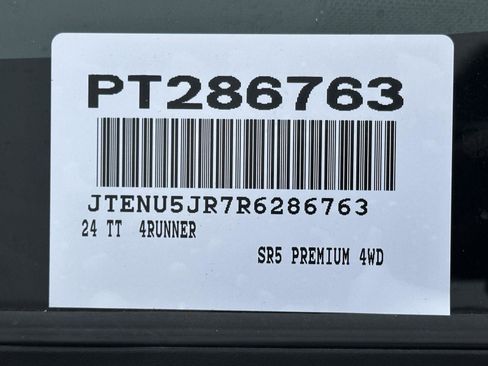 PT286763
JTENU5JR7R6286763
24 TT 4RUNNER
SR5 PREMIUM 4WD